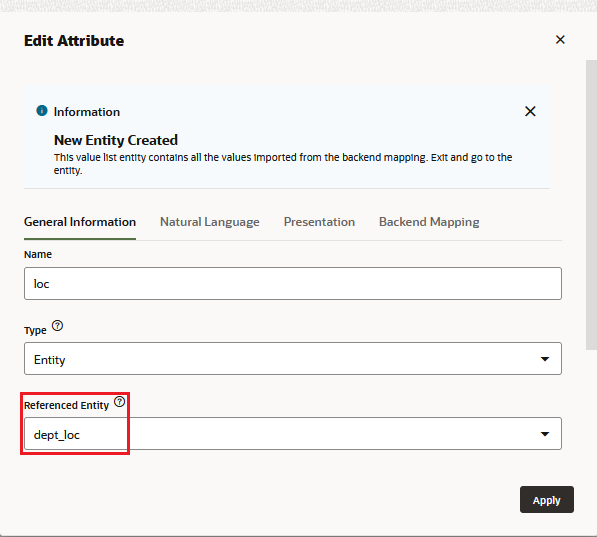 Edit Attribute
Information
New Entity Created
This value list entity contains all the values imported from the backend mapping. Exit and go to the
entity.
General Information Natural Language Presentation Backend Mapping
Name
loc
Type
Entity
Referenced Entity
dept_loc
Apply